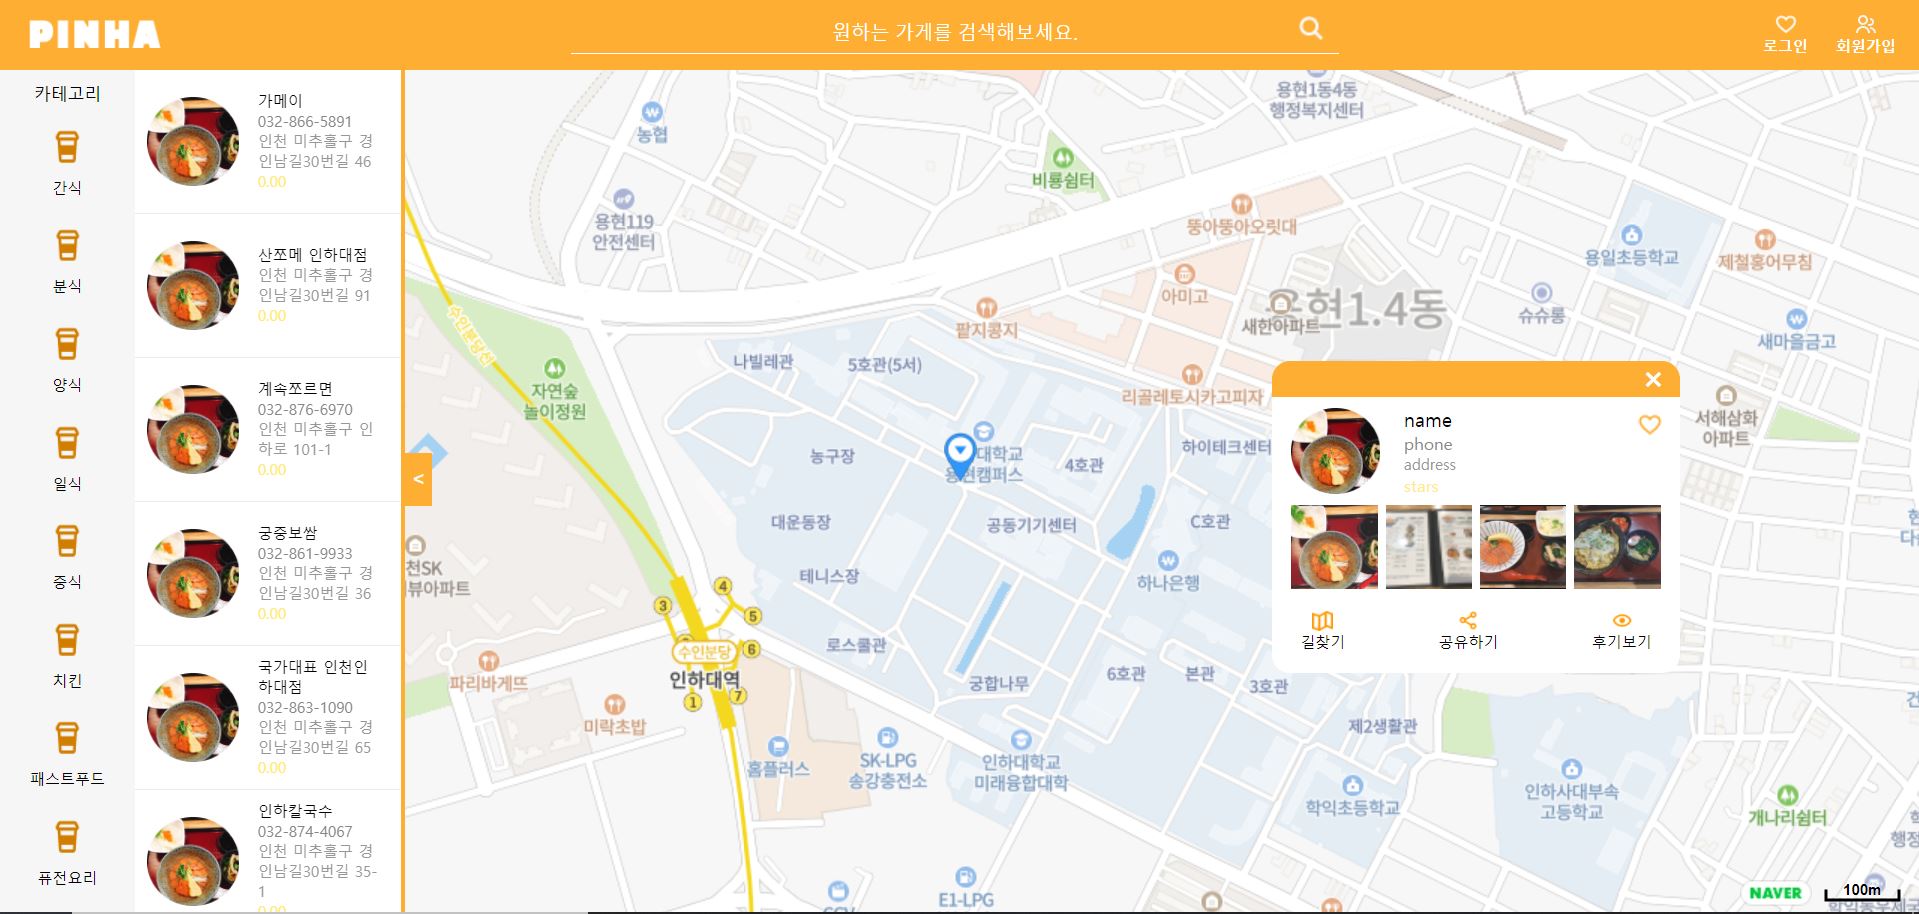 PINHA
원하는 가게를 검색해보세요.
로그인
회원가입
카테고리
간식
분식
양식
일식
중식
치킨
패스트푸드
퓨전요리
가메이
032-866-5891
인천 미추홀구 경
인남길30번길 46
0.00
산쪼메 인하대점
인천 미추홀구 경
인남길30번길 91
0.00
계속쪼르면
032-876-6970
인천 미추홀구 인
하로 101-1
0.00
궁중보쌈
032-861-9933
인천 미추홀구 경
인남길30번길 36
0.00
국가대표 인천인
하대점
032-863-1090
인천 미추홀구 경
인남길30번길 65
0.00
인하칼국수
032-874-4067
인천 미추홀구 경
인남길30번길 35-
1
0.00
<
농협
용현1동4동
행정복지센터
비룡쉼터
용현119
안전센터
뚱아뚱아오릿대
용일초등학교
제철홍어무침
아미고
용현1.4동
새한아파트
슈슈롱
새마을금고
팥지콩지
수인분당선
나빌레관
5호관(5서)
자연숲
놀이정원
리골레토시카고피자
서해삼화
아파트
농구장
대학교
용현캠퍼스
4호관
하이테크센터
대운동장
공동기기센터
C호관
천SK
뷰아파트
테니스장
하나은행
3
4
5
6
7
1
수인분당
인하대역
로스쿨관
파리바게뜨
궁합나무
6호관
본관
3호관
미락초밥
제2생활관
홈플러스
SK-LPG
송강충전소
인하대학교
미래융합대학
학익초등학교
인하사대부속
고등학교
개나리쉼터
E1-LPG
name
phone
address
stars
길찾기
공유하기
후기보기
NAVER
100m